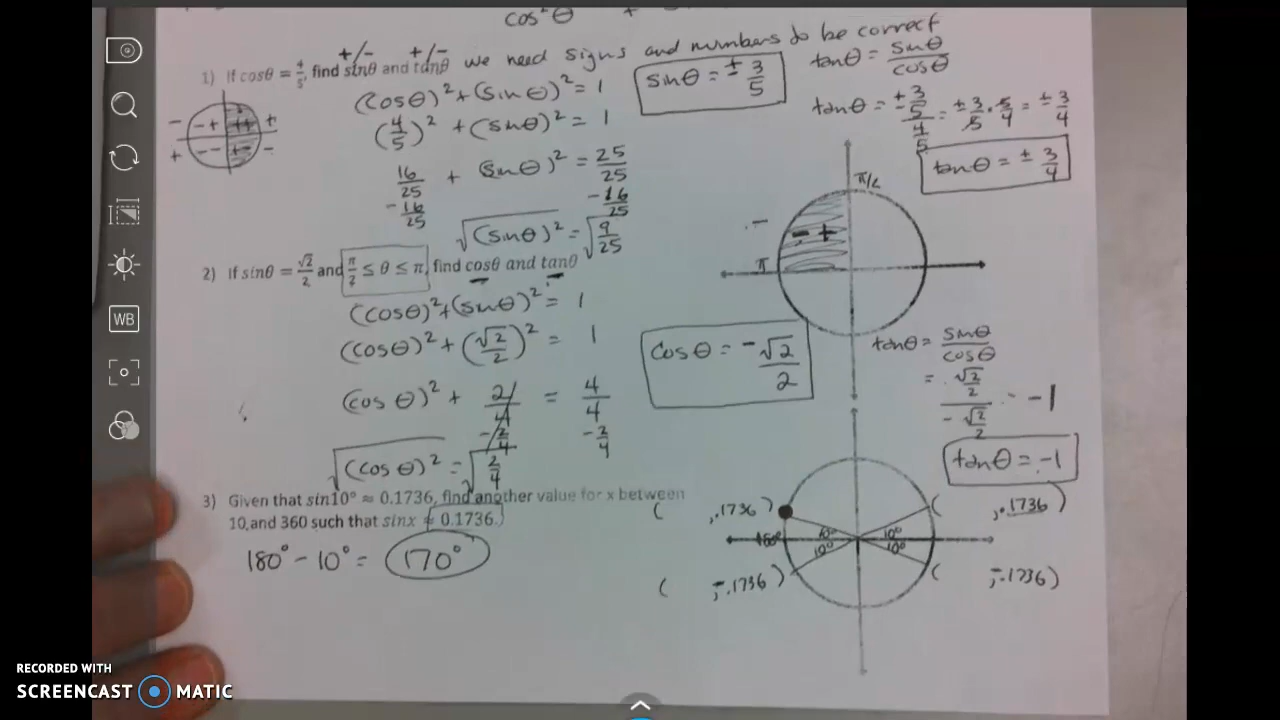 cos²θ +
+/- +/- we need signs and numbers to be correct
1) If cosθ = 4/5, find sinθ and tanθ
(cosθ)² + (sinθ)² = 1
(4/5)² + (sinθ)² = 1
16/25 + (sinθ)² = 25/25
-16/25 -16/25
√(sinθ)² = √9/25
sinθ = ± 3/5
tanθ = sinθ/cosθ
tanθ = ± 3/5 / 4/5 = ± 3/5 · 5/4 = ± 3/4
tanθ = ± 3/4
- -+ ++ +
+ -- +- -
π/2
- - +
π
2) If sinθ = √2/2 and π/2 ≤ θ ≤ π, find cosθ and tanθ
(cosθ)² + (sinθ)² = 1
(cosθ)² + (√2/2)² = 1
(cosθ)² + 2/4 = 4/4
-2/4 -2/4
√(cosθ)² = √2/4
cosθ = -√2/2
tanθ = sinθ/cosθ
= √2/2 / -√2/2 = -1
tanθ = -1
3) Given that sin10° ≈ 0.1736, find another value for x between
10,and 360 such that sinx ≈ 0.1736.
180° - 10° = 170°
( , .1736 ) ( , .1736 )
180° 10° 10°
10° 10°
( , -.1736 ) ( , -.1736 )
WB
RECORDED WITH
SCREENCAST MATIC